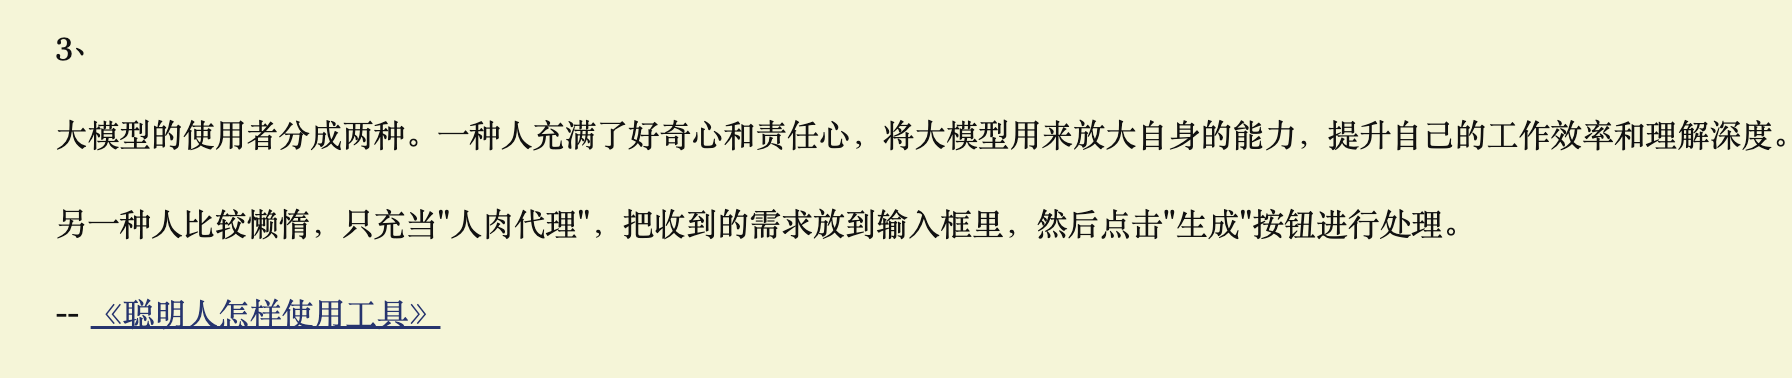 3、
大模型的使用者分成两种。一种人充满了好奇心和责任心，将大模型用来放大自身的能力，提升自己的工作效率和理解深度。
另一种人比较懒惰，只充当"人肉代理"，把收到的需求放到输入框里，然后点击"生成"按钮进行处理。
-- 《聪明人怎样使用工具》